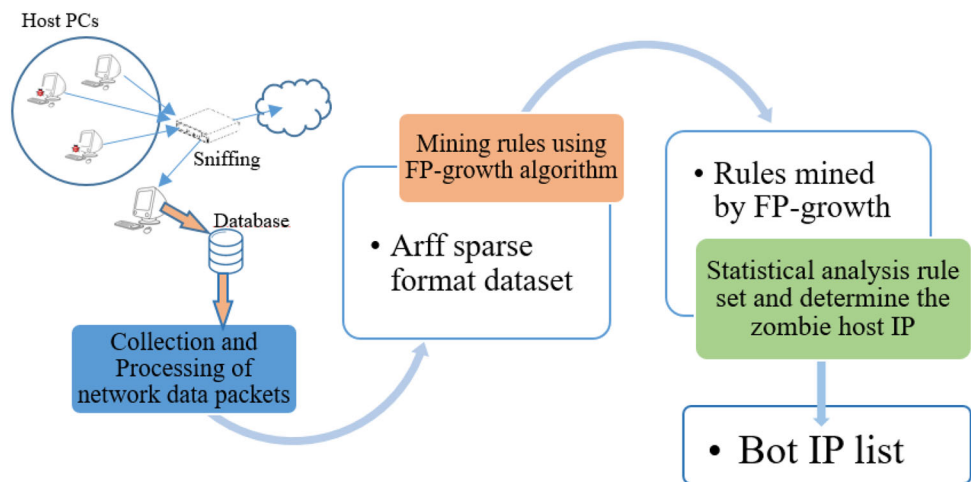 Host PCs
Sniffing
Database
Collection and
Processing of
network data packets
Mining rules using
FP-growth algorithm
• Arff sparse
format dataset
• Rules mined
by FP-growth
Statistical analysis rule
set and determine the
zombie host IP
• Bot IP list